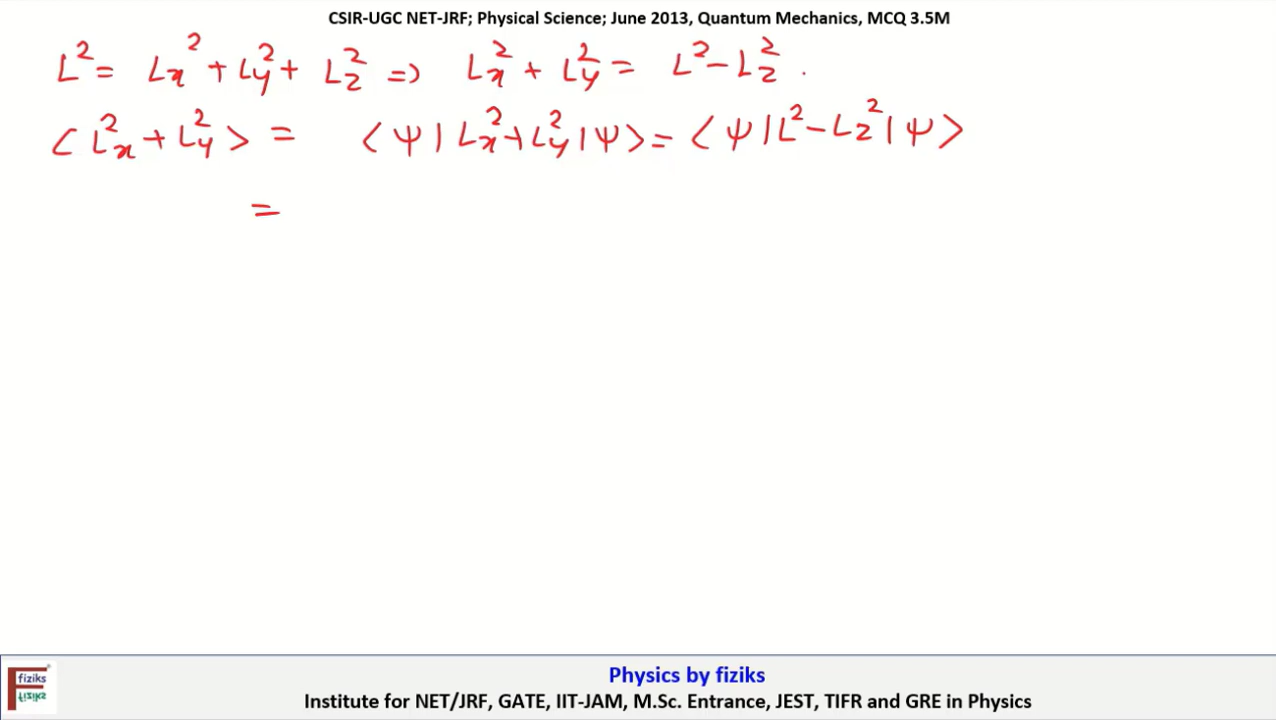 CSIR-UGC NET-JRF; Physical Science; June 2013, Quantum Mechanics, MCQ 3.5M
L² = Lx² + Ly² + Lz² ⇒ Lx² + Ly² = L² − Lz².
⟨Lx² + Ly²⟩ = ⟨ψ|Lx² + Ly²|ψ⟩ = ⟨ψ|L² − Lz²|ψ⟩
=
fiziks
Physics by fiziks
Institute for NET/JRF, GATE, IIT-JAM, M.Sc. Entrance, JEST, TIFR and GRE in Physics